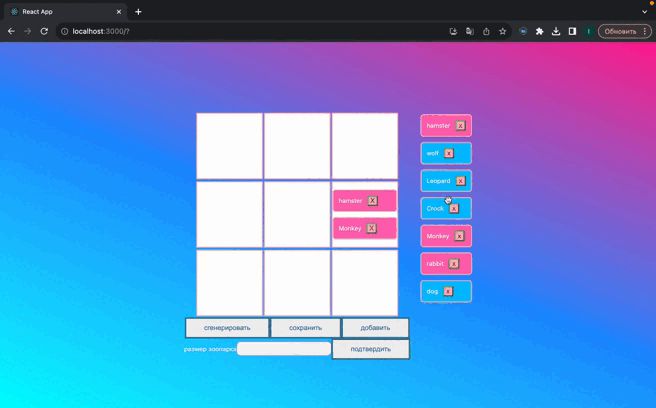 React App
localhost:3000/?
Обновить
hamster X
wolf X
Leopard X
hamster X
Crock X
Monkey X
Monkey X
rabbit X
dog X
сгенерировать сохранить добавить
размер зоопарка подтвердить